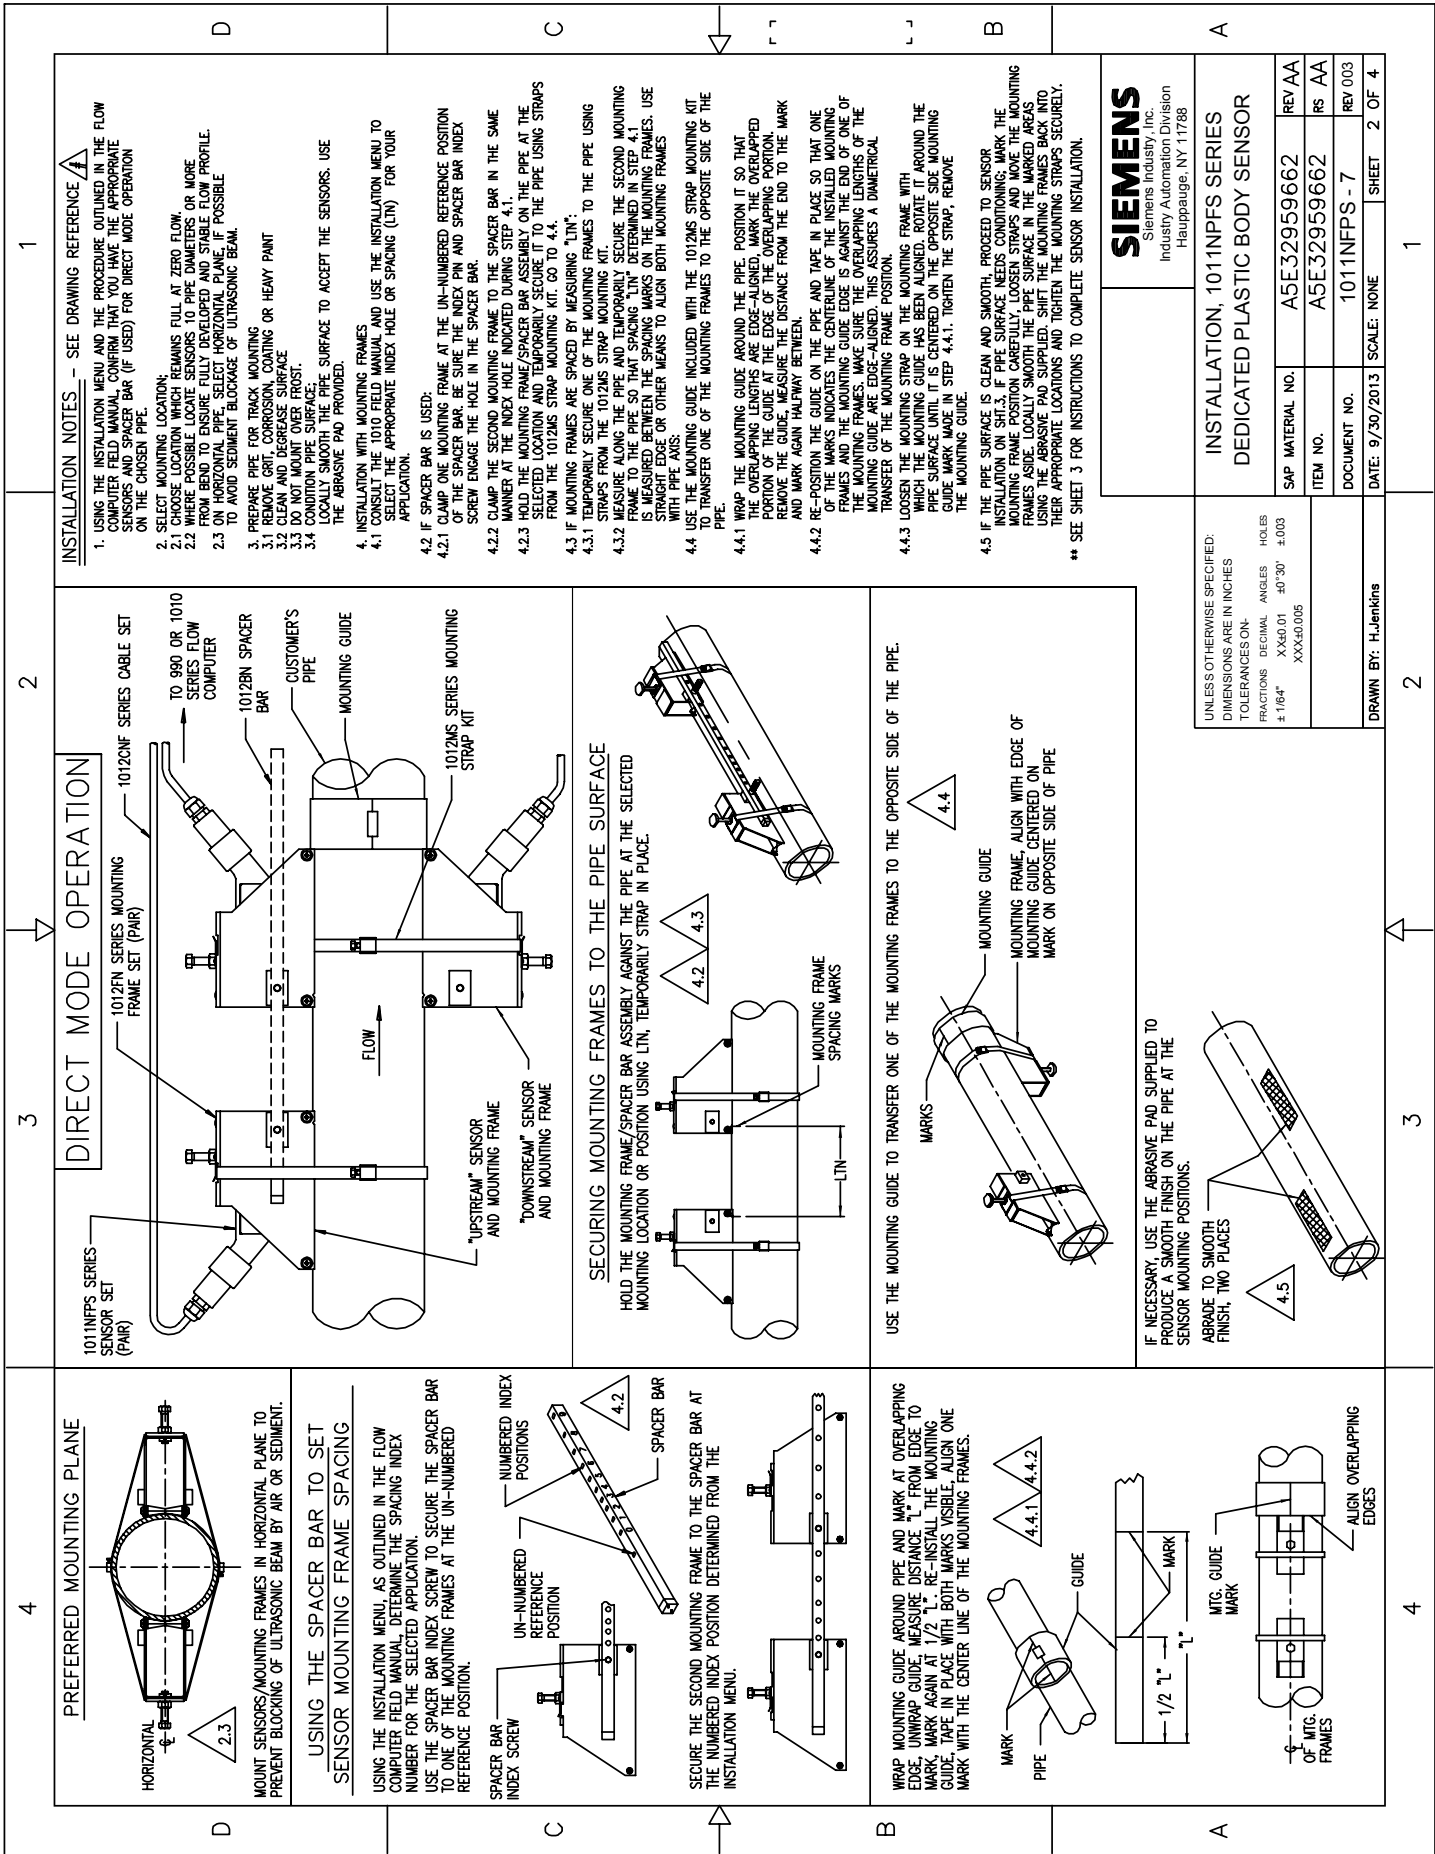 4
3
2
1
D
C
B
A
PREFERRED MOUNTING PLANE
HORIZONTAL
2.3
MOUNT SENSORS/MOUNTING FRAMES IN HORIZONTAL PLANE TO
PREVENT BLOCKING OF ULTRASONIC BEAM BY AIR OR SEDIMENT.
USING THE SPACER BAR TO SET
SENSOR MOUNTING FRAME SPACING
USING THE INSTALLATION MENU, AS OUTLINED IN THE FLOW
COMPUTER FIELD MANUAL, DETERMINE THE SPACING INDEX
NUMBER FOR THE SELECTED APPLICATION.
USE THE SPACER BAR INDEX SCREW TO SECURE THE SPACER BAR
TO ONE OF THE MOUNTING FRAMES AT THE UN-NUMBERED
REFERENCE POSITION.
SPACER BAR
INDEX SCREW
UN-NUMBERED
REFERENCE
POSITION
NUMBERED INDEX
POSITIONS
0 1 2 3 4 5 6 7 8 9
4.2
SPACER BAR
SECURE THE SECOND MOUNTING FRAME TO THE SPACER BAR AT
THE NUMBERED INDEX POSITION DETERMINED FROM THE
INSTALLATION MENU.
WRAP MOUNTING GUIDE AROUND PIPE AND MARK AT OVERLAPPING
EDGE, UNWRAP GUIDE, MEASURE DISTANCE "L" FROM EDGE TO
MARK, MARK AGAIN AT 1/2 "L". RE-INSTALL THE MOUNTING
GUIDE, TAPE IN PLACE WITH BOTH MARKS VISIBLE, ALIGN ONE
MARK WITH THE CENTER LINE OF THE MOUNTING FRAMES.
4.4.1
4.4.2
MARK
PIPE
GUIDE
MARK
1/2 "L"
"L"
MTG. GUIDE
MARK
℄
OF MTG.
FRAMES
ALIGN OVERLAPPING
EDGES
DIRECT MODE OPERATION
1011NFPS SERIES
SENSOR SET
(PAIR)
1012FN SERIES MOUNTING
FRAME SET (PAIR)
1012CNF SERIES CABLE SET
TO 990 OR 1010
SERIES FLOW
COMPUTER
1012BN SPACER
BAR
CUSTOMER'S
PIPE
MOUNTING GUIDE
FLOW
1012MS SERIES MOUNTING
STRAP KIT
"UPSTREAM" SENSOR
AND MOUNTING FRAME
"DOWNSTREAM" SENSOR
AND MOUNTING FRAME
SECURING MOUNTING FRAMES TO THE PIPE SURFACE
HOLD THE MOUNTING FRAME/SPACER BAR ASSEMBLY AGAINST THE PIPE AT THE SELECTED
MOUNTING LOCATION OR POSITION USING LTN, TEMPORARILY STRAP IN PLACE.
4.2
4.3
LTN
MOUNTING FRAME
SPACING MARKS
USE THE MOUNTING GUIDE TO TRANSFER ONE OF THE MOUNTING FRAMES TO THE OPPOSITE SIDE OF THE PIPE.
4.4
MARKS
MOUNTING GUIDE
MOUNTING FRAME, ALIGN WITH EDGE OF
MOUNTING GUIDE CENTERED ON
MARK ON OPPOSITE SIDE OF PIPE
IF NECESSARY, USE THE ABRASIVE PAD SUPPLIED TO
PRODUCE A SMOOTH FINISH ON THE PIPE AT THE
SENSOR MOUNTING POSITIONS.
ABRADE TO SMOOTH
FINISH, TWO PLACES
4.5
INSTALLATION NOTES - SEE DRAWING REFERENCE #
1. USING THE INSTALLATION MENU AND THE PROCEDURE OUTLINED IN THE FLOW
COMPUTER FIELD MANUAL, CONFIRM THAT YOU HAVE THE APPROPRIATE
SENSORS AND SPACER BAR (IF USED) FOR DIRECT MODE OPERATION
ON THE CHOSEN PIPE.
2. SELECT MOUNTING LOCATION;
2.1 CHOOSE LOCATION WHICH REMAINS FULL AT ZERO FLOW.
2.2 WHERE POSSIBLE LOCATE SENSORS 10 PIPE DIAMETERS OR MORE
FROM BEND TO ENSURE FULLY DEVELOPED AND STABLE FLOW PROFILE.
2.3 ON HORIZONTAL PIPE, SELECT HORIZONTAL PLANE, IF POSSIBLE
TO AVOID SEDIMENT BLOCKAGE OF ULTRASONIC BEAM.
3. PREPARE PIPE FOR TRACK MOUNTING
3.1 REMOVE GRIT, CORROSION, COATING OR HEAVY PAINT
3.2 CLEAN AND DEGREASE SURFACE
3.3 DO NOT MOUNT OVER FROST.
3.4 CONDITION PIPE SURFACE;
LOCALLY SMOOTH THE PIPE SURFACE TO ACCEPT THE SENSORS. USE
THE ABRASIVE PAD PROVIDED.
4. INSTALLATION WITH MOUNTING FRAMES
4.1 CONSULT THE 1010 FIELD MANUAL AND USE THE INSTALLATION MENU TO
SELECT THE APPROPRIATE INDEX HOLE OR SPACING (LTN) FOR YOUR
APPLICATION.
4.2 IF SPACER BAR IS USED:
4.2.1 CLAMP ONE MOUNTING FRAME AT THE UN-NUMBERED REFERENCE POSITION
OF THE SPACER BAR. BE SURE THE INDEX PIN AND SPACER BAR INDEX
SCREW ENGAGE THE HOLE IN THE SPACER BAR.
4.2.2 CLAMP THE SECOND MOUNTING FRAME TO THE SPACER BAR IN THE SAME
MANNER AT THE INDEX HOLE INDICATED DURING STEP 4.1.
4.2.3 HOLD THE MOUNTING FRAME/SPACER BAR ASSEMBLY ON THE PIPE AT THE
SELECTED LOCATION AND TEMPORARILY SECURE IT TO THE PIPE USING STRAPS
FROM THE 1012MS STRAP MOUNTING KIT. GO TO 4.4.
4.3 IF MOUNTING FRAMES ARE SPACED BY MEASURING "LTN":
4.3.1 TEMPORARILY SECURE ONE OF THE MOUNTING FRAMES TO THE PIPE USING
STRAPS FROM THE 1012MS STRAP MOUNTING KIT.
4.3.2 MEASURE ALONG THE PIPE AND TEMPORARILY SECURE THE SECOND MOUNTING
FRAME TO THE PIPE SO THAT SPACING "LTN" DETERMINED IN STEP 4.1
IS MEASURED BETWEEN THE SPACING MARKS ON THE MOUNTING FRAMES. USE
STRAIGHT EDGE OR OTHER MEANS TO ALIGN BOTH MOUNTING FRAMES
WITH PIPE AXIS:
4.4 USE THE MOUNTING GUIDE INCLUDED WITH THE 1012MS STRAP MOUNTING KIT
TO TRANSFER ONE OF THE MOUNTING FRAMES TO THE OPPOSITE SIDE OF THE
PIPE.
4.4.1 WRAP THE MOUNTING GUIDE AROUND THE PIPE. POSITION IT SO THAT
THE OVERLAPPING LENGTHS ARE EDGE-ALIGNED, MARK THE OVERLAPPED
PORTION OF THE GUIDE AT THE EDGE OF THE OVERLAPPING PORTION.
REMOVE THE GUIDE, MEASURE THE DISTANCE FROM THE END TO THE MARK
AND MARK AGAIN HALFWAY BETWEEN.
4.4.2 RE-POSITION THE GUIDE ON THE PIPE AND TAPE IN PLACE SO THAT ONE
OF THE MARKS INDICATES THE CENTERLINE OF THE INSTALLED MOUNTING
FRAMES AND THE MOUNTING GUIDE EDGE IS AGAINST THE END OF ONE OF
THE MOUNTING FRAMES. MAKE SURE THE OVERLAPPING LENGTHS OF THE
MOUNTING GUIDE ARE EDGE-ALIGNED. THIS ASSURES A DIAMETRICAL
TRANSFER OF THE MOUNTING FRAME POSITION.
4.4.3 LOOSEN THE MOUNTING STRAP ON THE MOUNTING FRAME WITH
WHICH THE MOUNTING GUIDE HAS BEEN ALIGNED. ROTATE IT AROUND THE
PIPE SURFACE UNTIL IT IS CENTERED ON THE OPPOSITE SIDE MOUNTING
GUIDE MARK MADE IN STEP 4.4.1. TIGHTEN THE STRAP, REMOVE
THE MOUNTING GUIDE.
4.5 IF THE PIPE SURFACE IS CLEAN AND SMOOTH, PROCEED TO SENSOR
INSTALLATION ON SHT.3, IF PIPE SURFACE NEEDS CONDITIONING; MARK THE
MOUNTING FRAME POSITION CAREFULLY, LOOSEN STRAPS AND MOVE THE MOUNTING
FRAMES ASIDE. LOCALLY SMOOTH THE PIPE SURFACE IN THE MARKED AREAS
USING THE ABRASIVE PAD SUPPLIED. SHIFT THE MOUNTING FRAMES BACK INTO
THEIR APPROPRIATE LOCATIONS AND TIGHTEN THE MOUNTING STRAPS SECURELY.
** SEE SHEET 3 FOR INSTRUCTIONS TO COMPLETE SENSOR INSTALLATION.
UNLESS OTHERWISE SPECIFIED:
DIMENSIONS ARE IN INCHES
TOLERANCES ON-
FRACTIONS DECIMAL ANGLES HOLES
± 1/64" XX±0.01 ±0°30' ±.003
XXX±0.005
DRAWN BY: H.Jenkins
SIEMENS
Siemens Industry, Inc.
Industry Automation Division
Hauppauge, NY 11788
INSTALLATION, 1011NPFS SERIES
DEDICATED PLASTIC BODY SENSOR
SAP MATERIAL NO. A5E32959662 REV AA
ITEM NO. A5E32959662 RS AA
DOCUMENT NO. 1011NFPS - 7 REV 003
DATE: 9/30/2013 SCALE: NONE SHEET 2 OF 4
D
C
B
A
4
3
2
1